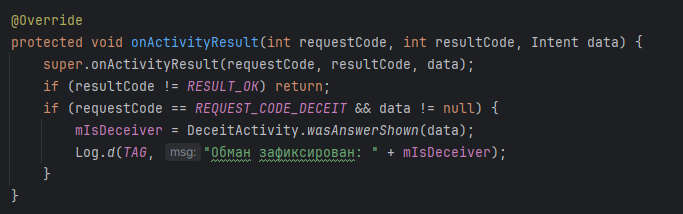 @Override
protected void onActivityResult(int requestCode, int resultCode, Intent data) {
super.onActivityResult(requestCode, resultCode, data);
if (resultCode != RESULT_OK) return;
if (requestCode == REQUEST_CODE_DECEIT && data != null) {
mIsDeceiver = DeceitActivity.wasAnswerShown(data);
Log.d(TAG, msg: "Обман зафиксирован: " + mIsDeceiver);
}
}